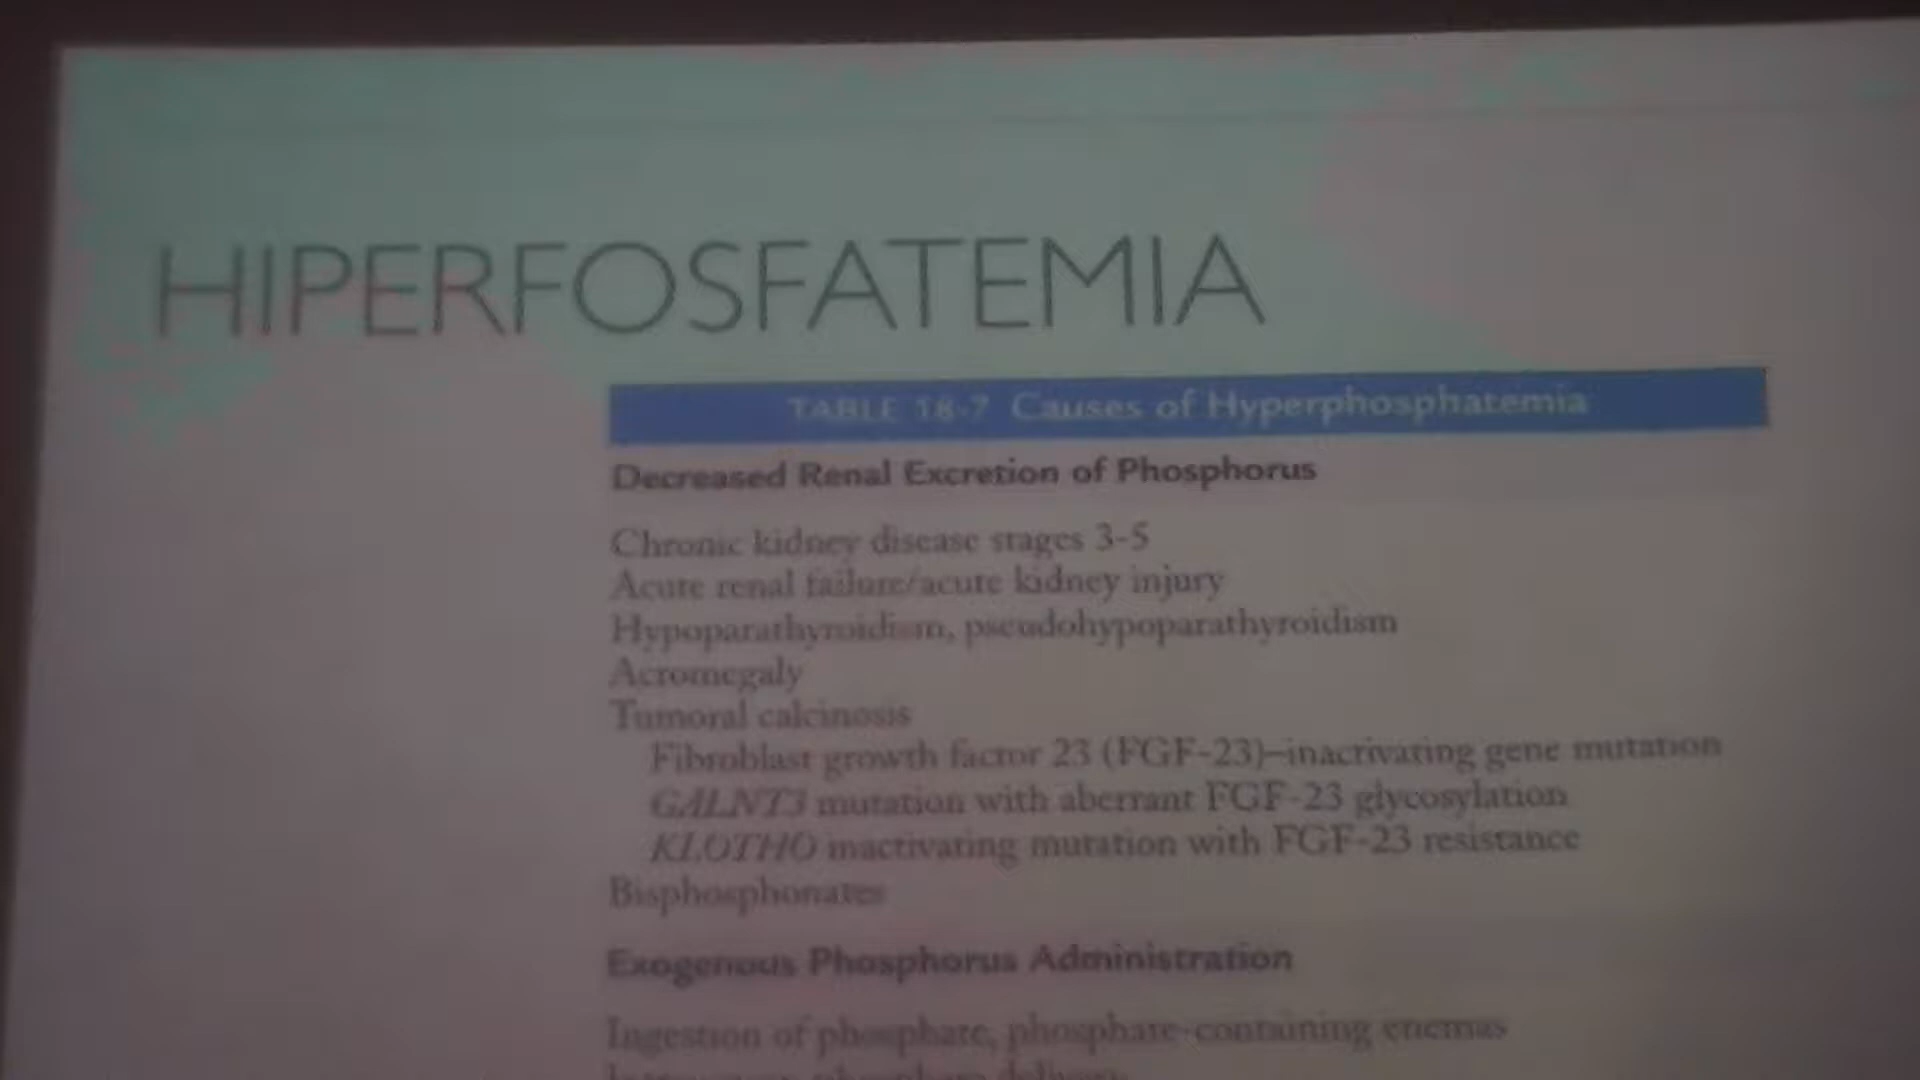 HIPERFOSFATEMIA
TABLE 18-7 Causes of Hyperphosphatemia
Decreased Renal Excretion of Phosphorus
Chronic kidney disease stages 3-5
Acute renal failure/acute kidney injury
Hypoparathyroidism, pseudohypoparathyroidism
Acromegaly
Tumoral calcinosis
Fibroblast growth factor 23 (FGF-23)–inactivating gene mutation
GALNT3 mutation with aberrant FGF-23 glycosylation
KLOTHO inactivating mutation with FGF-23 resistance
Bisphosphonates
Exogenous Phosphorus Administration
Ingestion of phosphate, phosphate-containing enemas
phosphate delivery